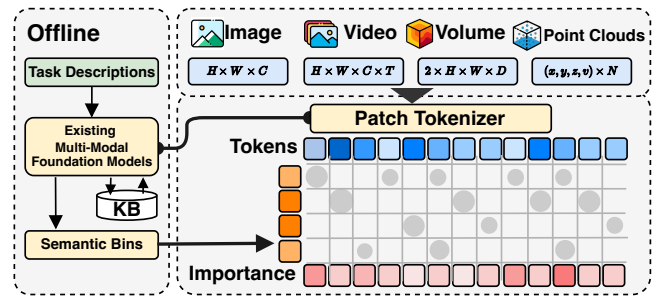 Offline
Task Descriptions
Existing
Multi-Modal
Foundation Models
KB
Semantic Bins
Image
Video
Volume
Point Clouds
H × W × C
H × W × C × T
2 × H × W × D
(x, y, z, v) × N
Patch Tokenizer
Tokens
Importance